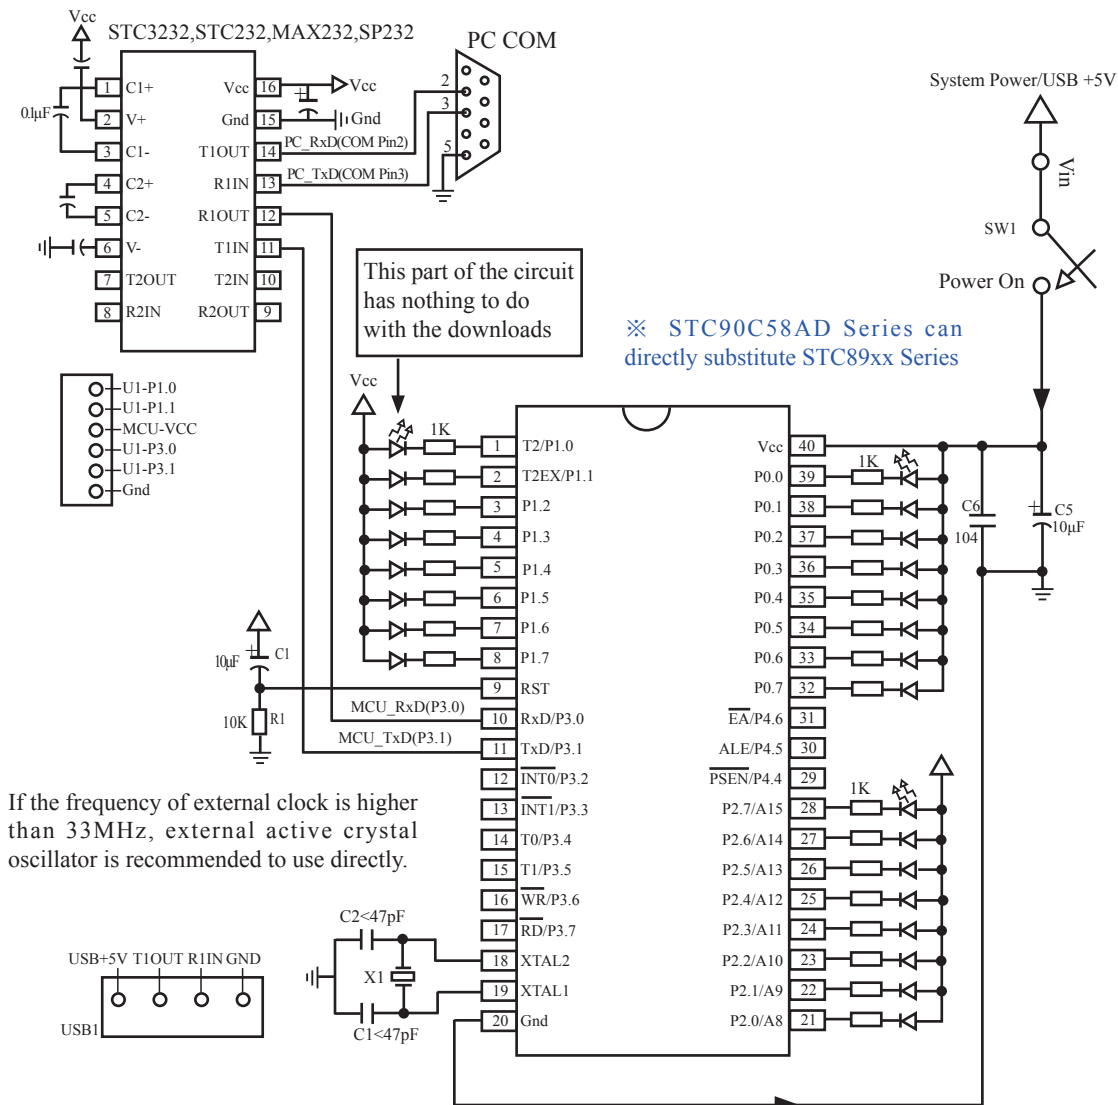 Vcc
STC3232,STC232,MAX232,SP232
PC COM
1 C1+ Vcc 16 Vcc
0.1μF
2 V+ Gnd 15 Gnd
3 C1- T1OUT 14 PC_RxD(COM Pin2)
4 C2+ R1IN 13 PC_TxD(COM Pin3)
5 C2- R1OUT 12
6 V- T1IN 11
7 T2OUT T2IN 10
8 R2IN R2OUT 9
2
3
5
System Power/USB +5V
Vin
SW1
Power On
This part of the circuit
has nothing to do
with the downloads
※ STC90C58AD Series can
directly substitute STC89xx Series
U1-P1.0
U1-P1.1
MCU-VCC
U1-P3.0
U1-P3.1
Gnd
Vcc
1K 1 T2/P1.0 Vcc 40
2 T2EX/P1.1 P0.0 39 1K
3 P1.2 P0.1 38
4 P1.3 P0.2 37
5 P1.4 P0.3 36
6 P1.5 P0.4 35
7 P1.6 P0.5 34
8 P1.7 P0.6 33
9 RST P0.7 32
MCU_RxD(P3.0) 10 RxD/P3.0 EA/P4.6 31
MCU_TxD(P3.1) 11 TxD/P3.1 ALE/P4.5 30
12 INT0/P3.2 PSEN/P4.4 29
13 INT1/P3.3 P2.7/A15 28 1K
14 T0/P3.4 P2.6/A14 27
15 T1/P3.5 P2.5/A13 26
16 WR/P3.6 P2.4/A12 25
17 RD/P3.7 P2.3/A11 24
18 XTAL2 P2.2/A10 23
19 XTAL1 P2.1/A9 22
20 Gnd P2.0/A8 21
C6
104
+ C5
10μF
10μF + C1
10K R1
If the frequency of external clock is higher
than 33MHz, external active crystal
oscillator is recommended to use directly.
C2<47pF
X1
C1<47pF
USB+5V T1OUT R1IN GND
USB1